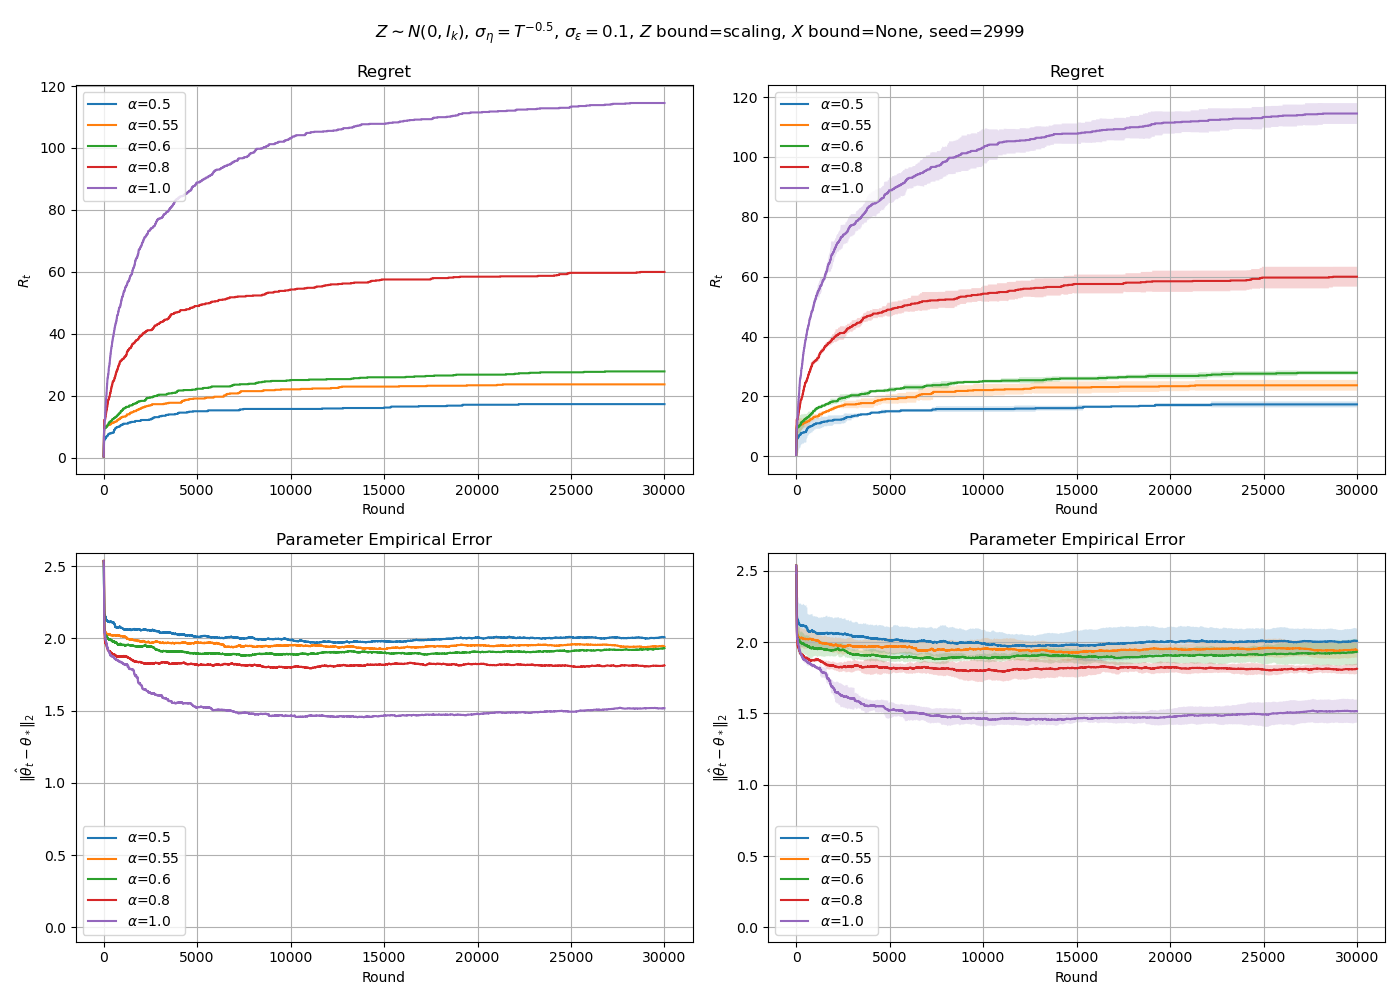 Z ~ N(0, I_k), σ_η = T^{−0.5}, σ_ε = 0.1, Z bound=scaling, X bound=None, seed=2999
Regret
120
100
80
60
40
20
0
R_t
α=0.5
α=0.55
α=0.6
α=0.8
α=1.0
0 5000 10000 15000 20000 25000 30000
Round
Regret
120
100
80
60
40
20
0
R_t
α=0.5
α=0.55
α=0.6
α=0.8
α=1.0
0 5000 10000 15000 20000 25000 30000
Round
Parameter Empirical Error
2.5
2.0
1.5
1.0
0.5
0.0
‖θ̂_t − θ_*‖_2
α=0.5
α=0.55
α=0.6
α=0.8
α=1.0
0 5000 10000 15000 20000 25000 30000
Round
Parameter Empirical Error
2.5
2.0
1.5
1.0
0.5
0.0
‖θ̂_t − θ_*‖_2
α=0.5
α=0.55
α=0.6
α=0.8
α=1.0
0 5000 10000 15000 20000 25000 30000
Round